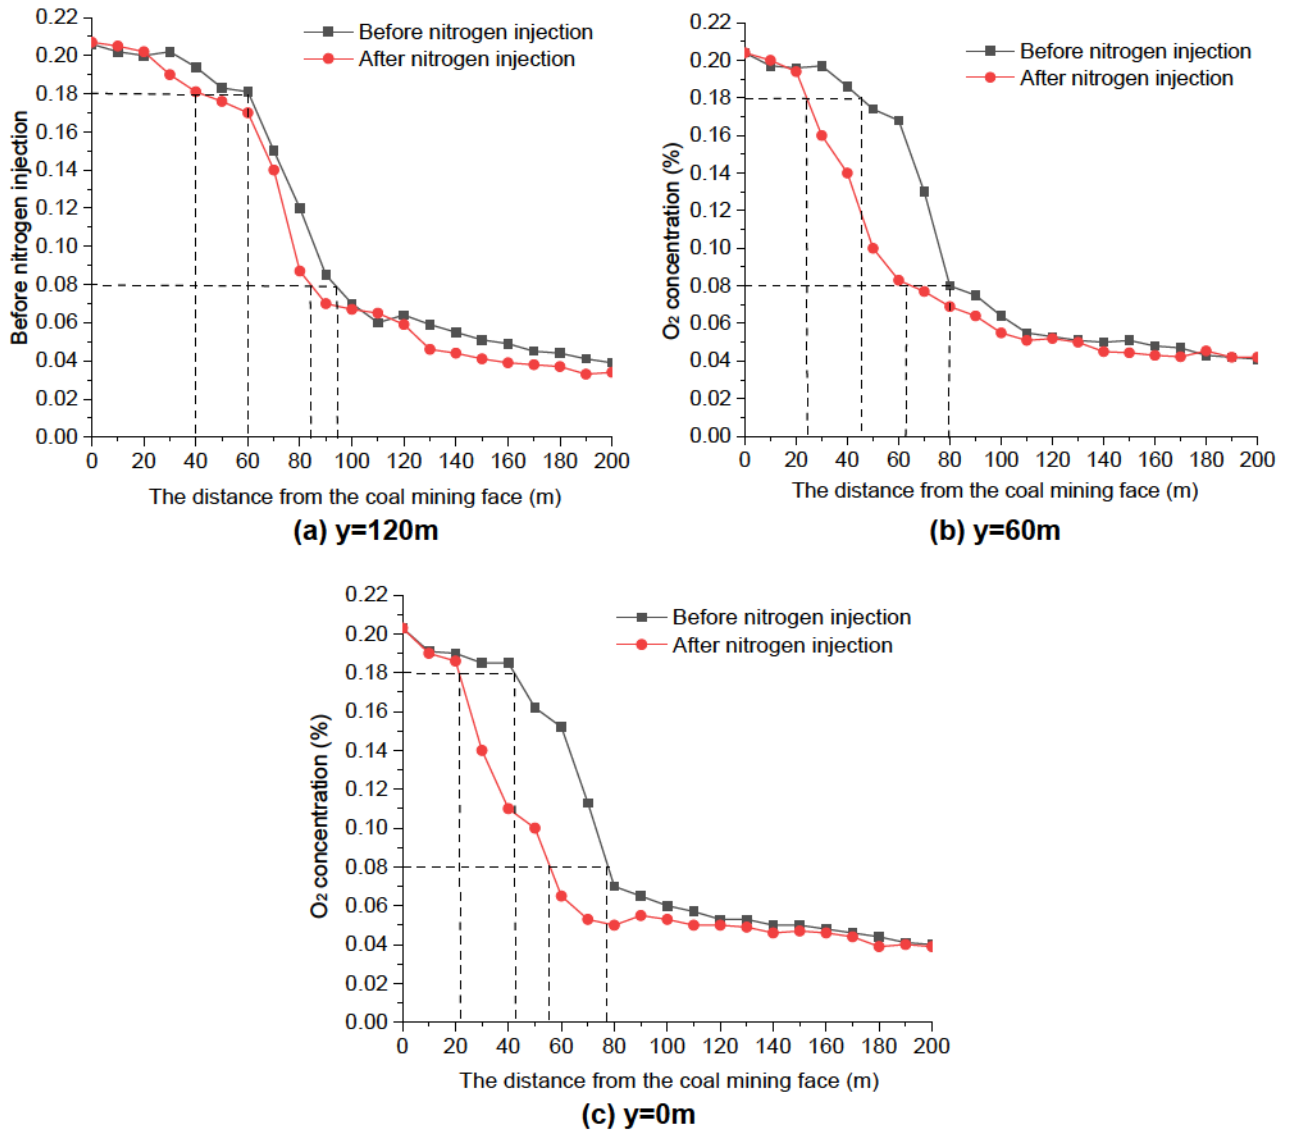 0.22
0.20
0.18
0.16
0.14
0.12
0.10
0.08
0.06
0.04
0.02
0.00
Before nitrogen injection
Before nitrogen injection
After nitrogen injection
0 20 40 60 80 100 120 140 160 180 200
The distance from the coal mining face (m)
(a) y=120m
0.22
0.20
0.18
0.16
0.14
0.12
0.10
0.08
0.06
0.04
0.02
0.00
O₂ concentration (%)
Before nitrogen injection
After nitrogen injection
0 20 40 60 80 100 120 140 160 180 200
The distance from the coal mining face (m)
(b) y=60m
0.22
0.20
0.18
0.16
0.14
0.12
0.10
0.08
0.06
0.04
0.02
0.00
O₂ concentration (%)
Before nitrogen injection
After nitrogen injection
0 20 40 60 80 100 120 140 160 180 200
The distance from the coal mining face (m)
(c) y=0m